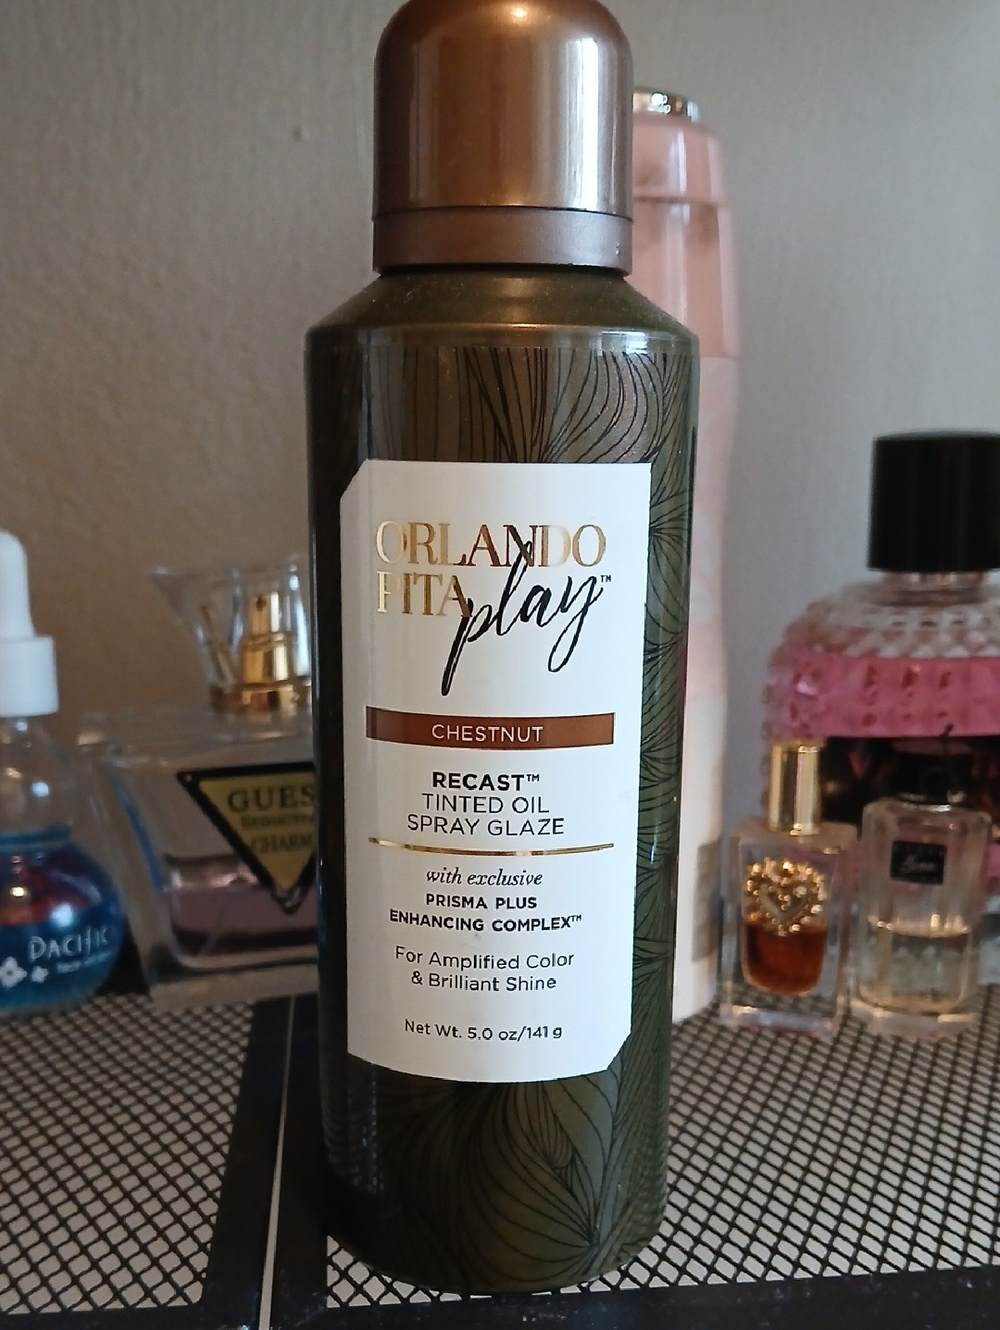 ORLANDO
PITA play™
CHESTNUT
RECAST™
TINTED OIL
SPRAY GLAZE
with exclusive
PRISMA PLUS
ENHANCING COMPLEX™
For Amplified Color
& Brilliant Shine
Net Wt. 5.0 oz/141 g
GUES
CHARM
PACIFIC